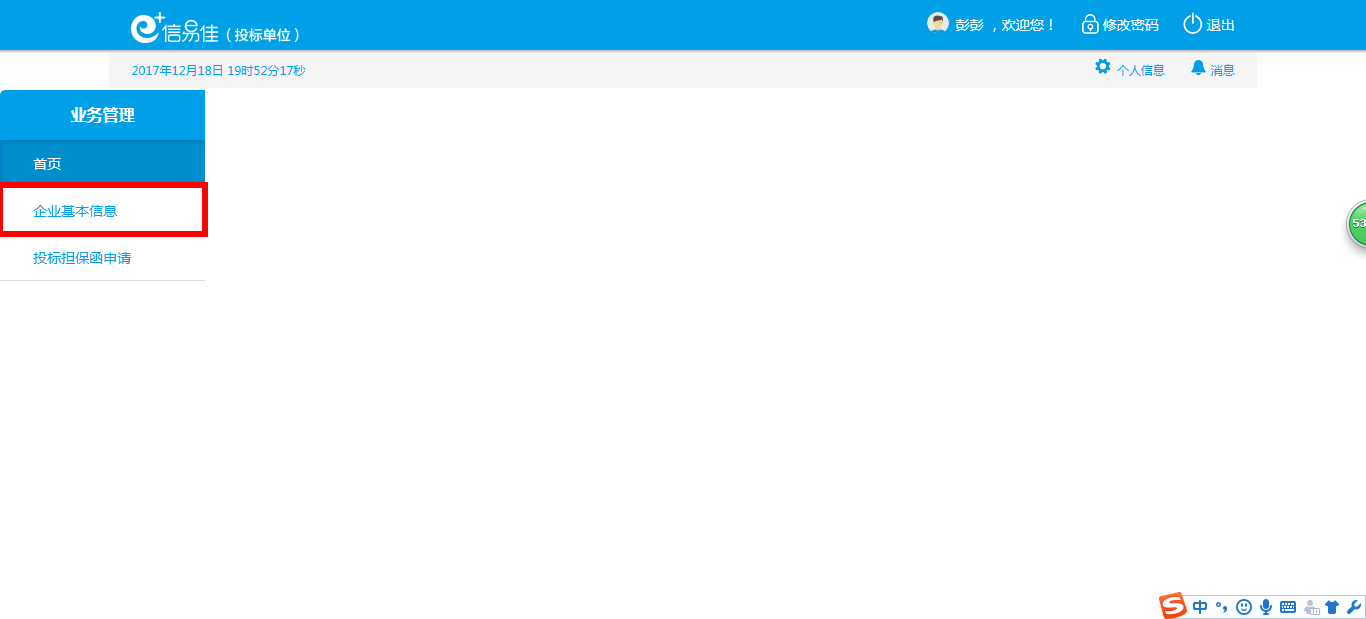 信易佳（投标单位）
彭彭 ，欢迎您！ 修改密码 退出
2017年12月18日 19时52分17秒 个人信息 消息
业务管理
首页
企业基本信息
投标担保函申请
53
中